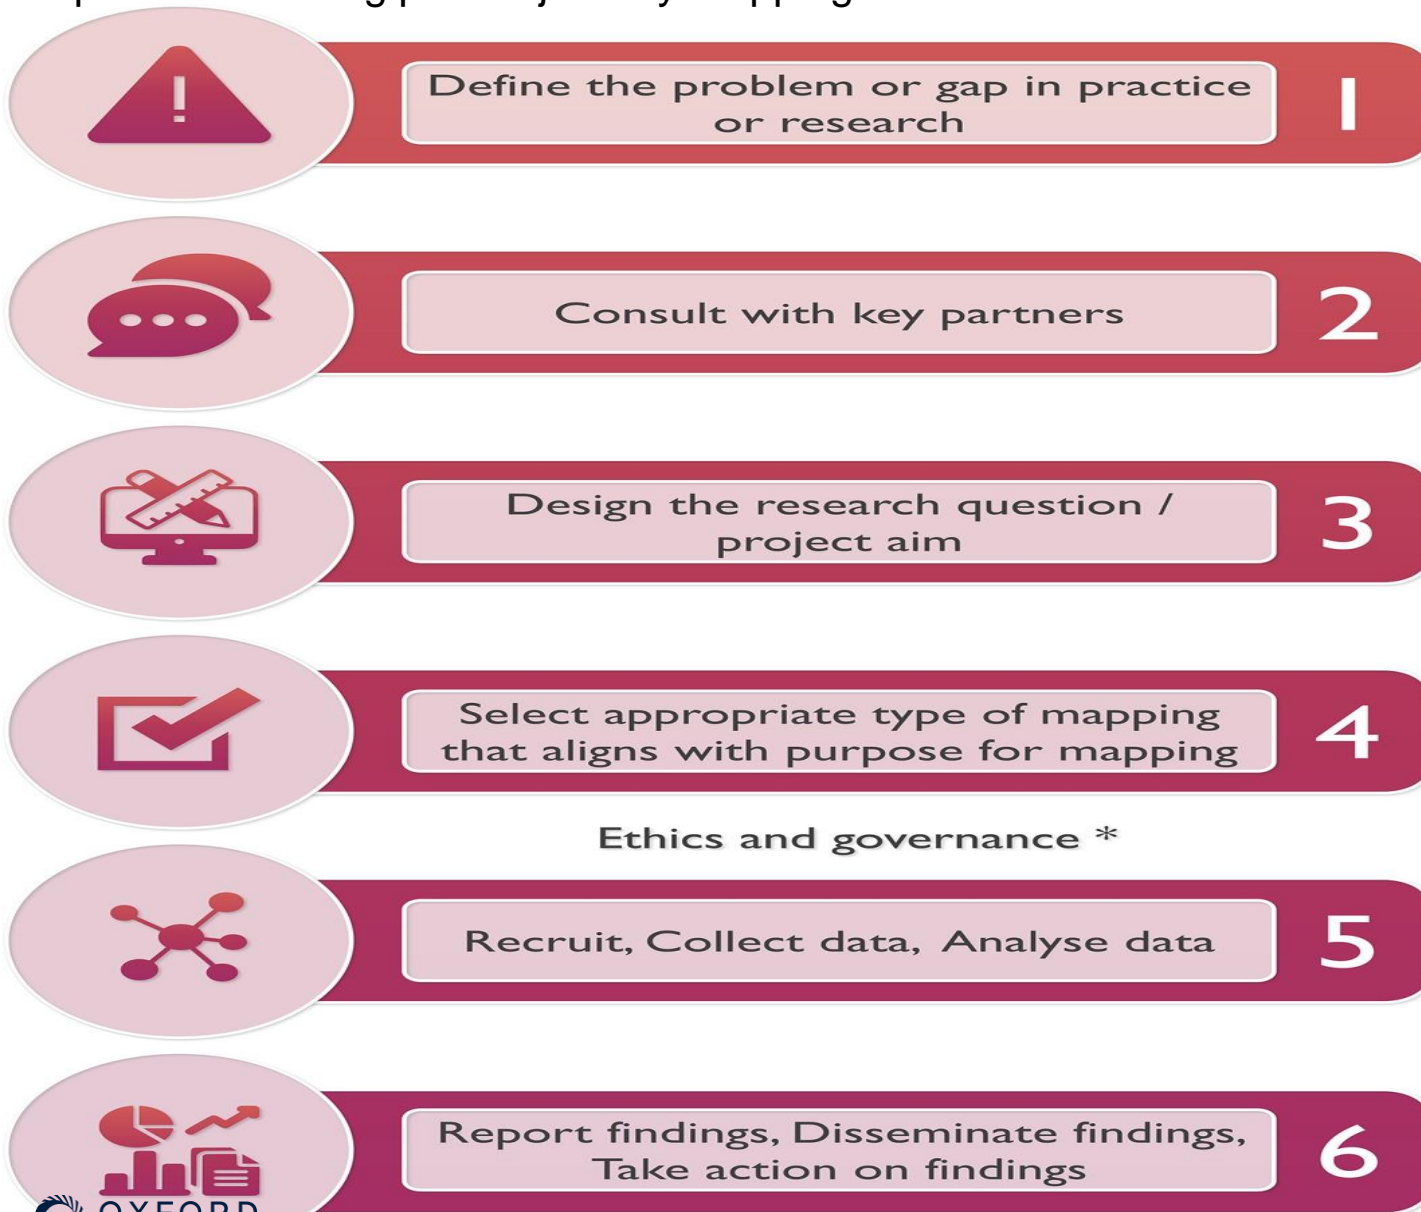 Define the problem or gap in practice
or research
1
Consult with key partners
2
Design the research question /
project aim
3
Select appropriate type of mapping
that aligns with purpose for mapping
4
Ethics and governance *
5
Recruit, Collect data, Analyse data
Report findings, Disseminate findings,
Take action on findings
6
OXFORD